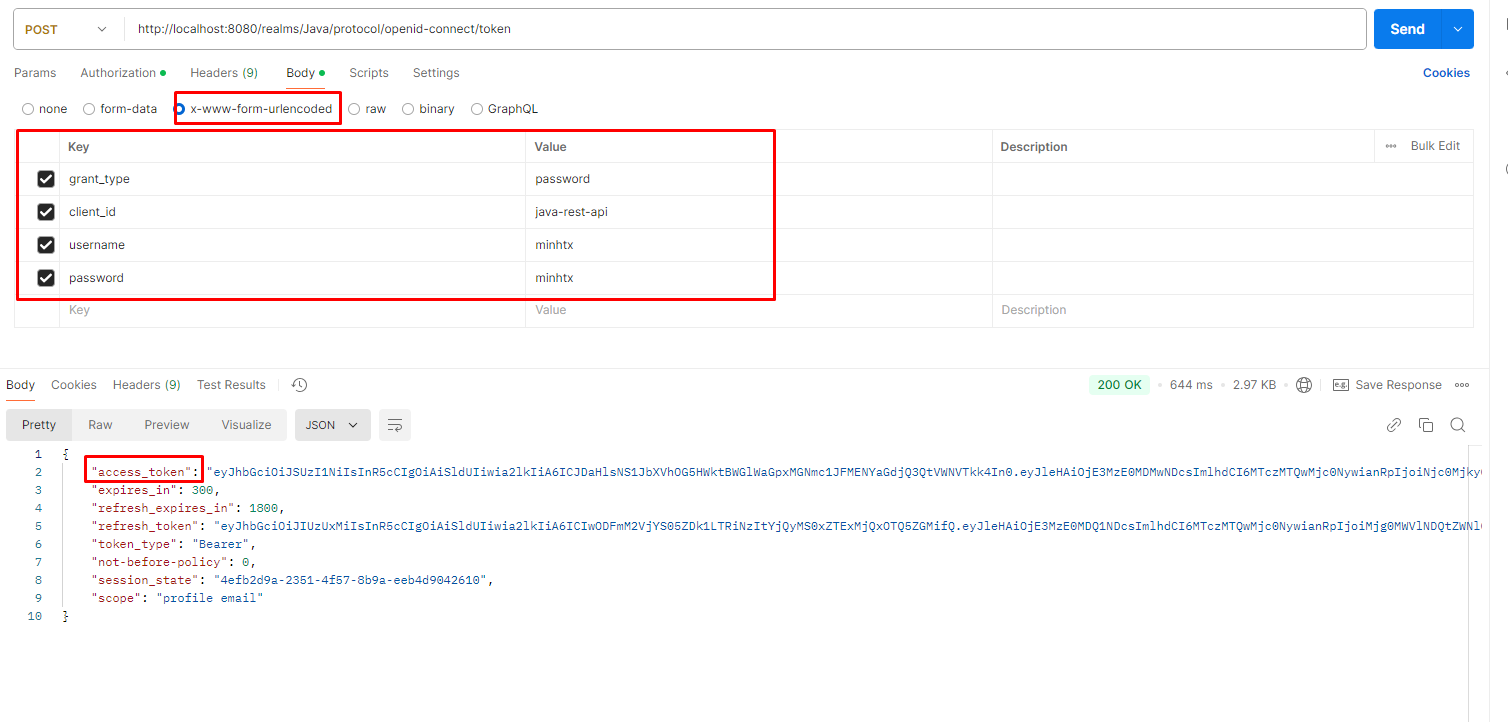 POST http://localhost:8080/realms/Java/protocol/openid-connect/token Send
Params Authorization Headers (9) Body Scripts Settings Cookies
none form-data x-www-form-urlencoded raw binary GraphQL
Key Value Description Bulk Edit
grant_type password
client_id java-rest-api
username minhtx
password minhtx
Key Value Description
Body Cookies Headers (9) Test Results 200 OK 644 ms 2.97 KB e.g. Save Response
Pretty Raw Preview Visualize JSON
1 {
2 "access_token":
3 "expires_in": 300,
4 "refresh_expires_in": 1800,
5 "refresh_token":
6 "token_type": "Bearer",
7 "not-before-policy": 0,
8 "session_state": "4efb2d9a-2351-4f57-8b9a-eeb4d9042610",
9 "scope": "profile email"
10 }